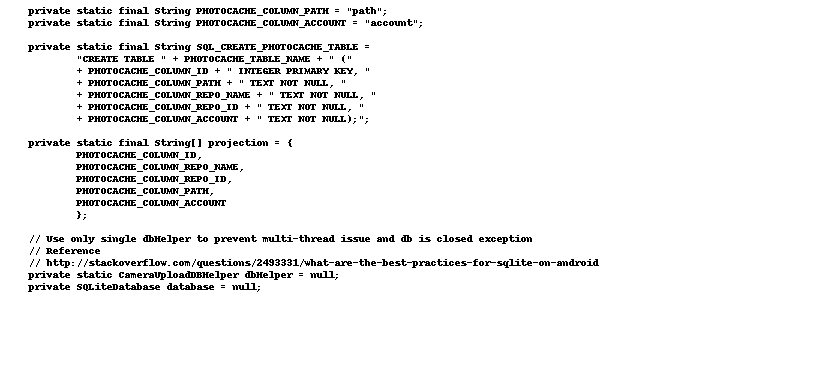 private static final String PHOTOCACHE_COLUMN_PATH = "path";
private static final String PHOTOCACHE_COLUMN_ACCOUNT = "account";
private static final String SQL_CREATE_PHOTOCACHE_TABLE =
"CREATE TABLE " + PHOTOCACHE_TABLE_NAME + " ("
+ PHOTOCACHE_COLUMN_ID + " INTEGER PRIMARY KEY, "
+ PHOTOCACHE_COLUMN_PATH + " TEXT NOT NULL, "
+ PHOTOCACHE_COLUMN_REPO_NAME + " TEXT NOT NULL, "
+ PHOTOCACHE_COLUMN_REPO_ID + " TEXT NOT NULL, "
+ PHOTOCACHE_COLUMN_ACCOUNT + " TEXT NOT NULL);";
private static final String[] projection = {
PHOTOCACHE_COLUMN_ID,
PHOTOCACHE_COLUMN_REPO_NAME,
PHOTOCACHE_COLUMN_REPO_ID,
PHOTOCACHE_COLUMN_PATH,
PHOTOCACHE_COLUMN_ACCOUNT
};
// Use only single dbHelper to prevent multi-thread issue and db is closed exception
// Reference
// http://stackoverflow.com/questions/2493331/what-are-the-best-practices-for-sqlite-on-android
private static CameraUploadDBHelper dbHelper = null;
private SQLiteDatabase database = null;